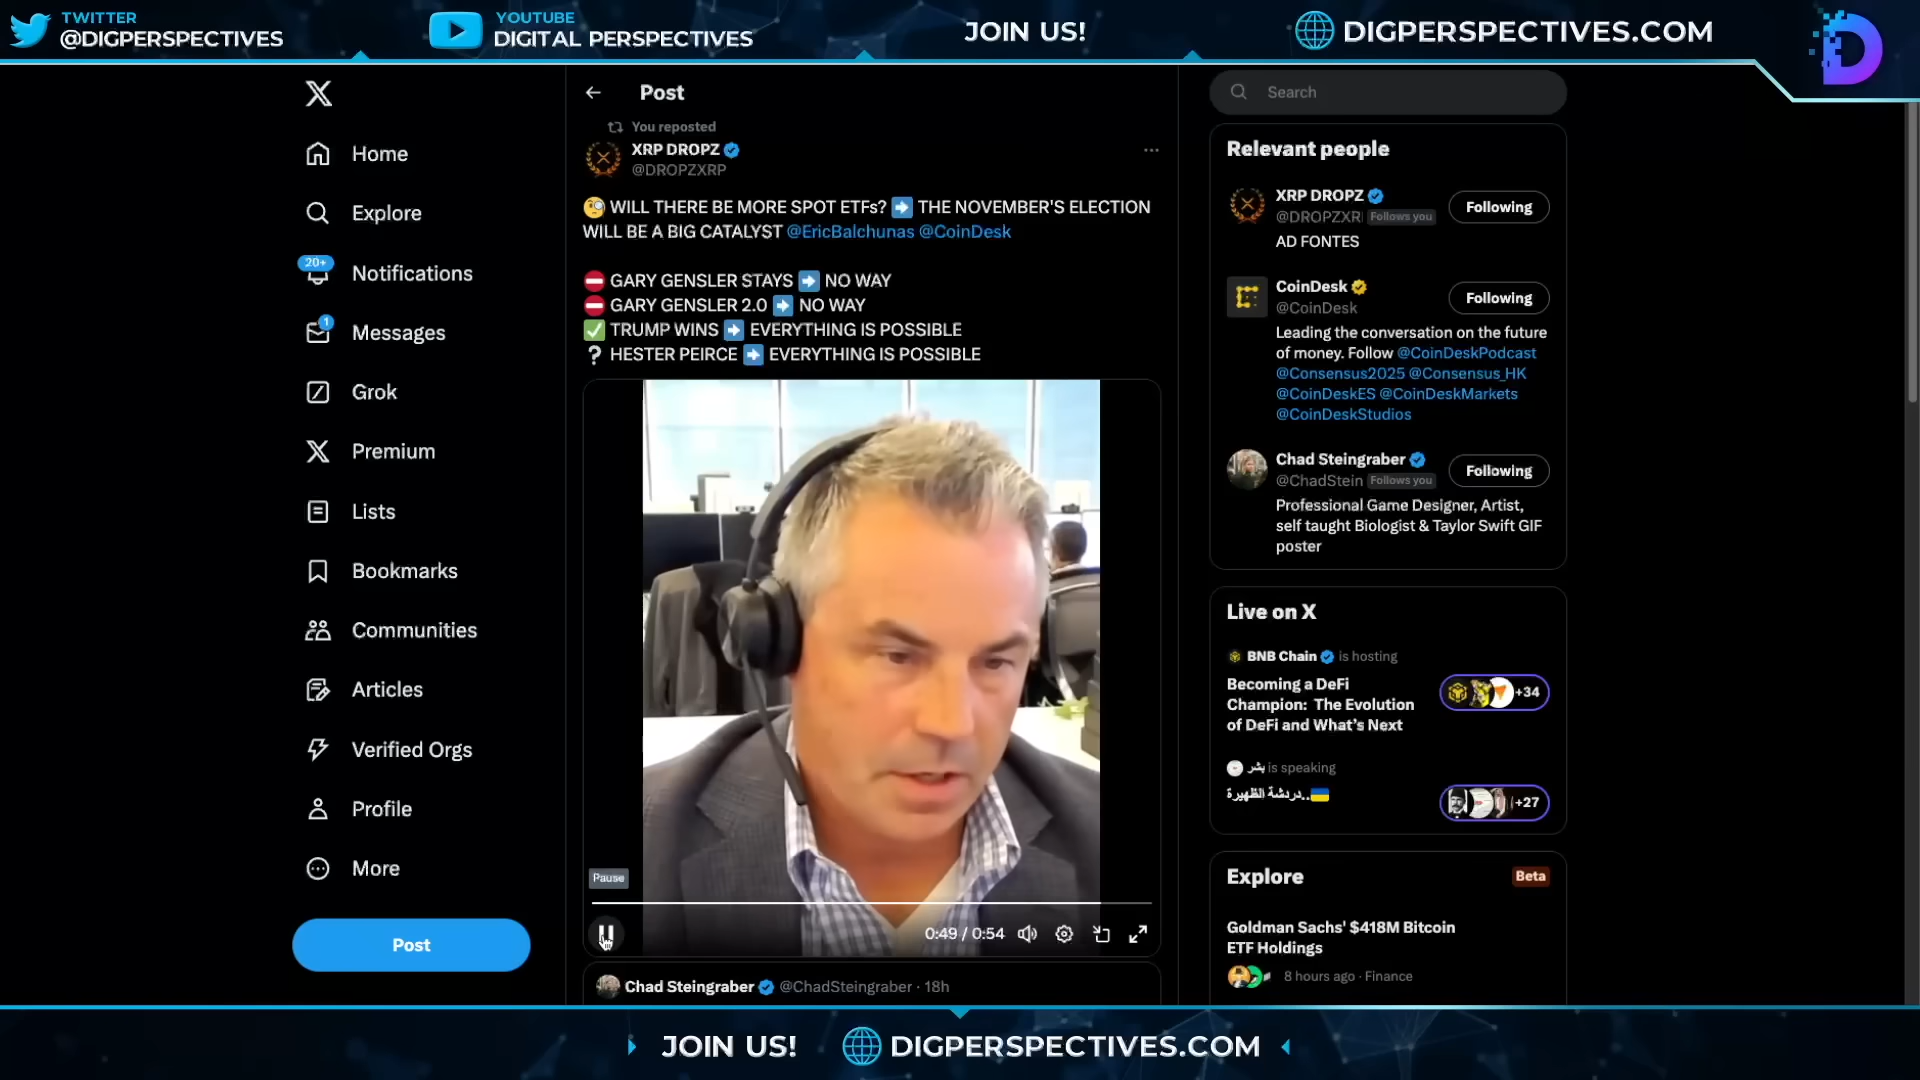 TWITTER
@DIGPERSPECTIVES
YOUTUBE
DIGITAL PERSPECTIVES
JOIN US!
DIGPERSPECTIVES.COM
Home
Explore
20+
Notifications
1
Messages
Grok
Premium
Lists
Bookmarks
Communities
Articles
Verified Orgs
Profile
More
Post
Post
You reposted
XRP DROPZ
@DROPZXRP
🧐 WILL THERE BE MORE SPOT ETFs? ➡️ THE NOVEMBER'S ELECTION
WILL BE A BIG CATALYST @EricBalchunas @CoinDesk
⛔ GARY GENSLER STAYS ➡️ NO WAY
⛔ GARY GENSLER 2.0 ➡️ NO WAY
✅ TRUMP WINS ➡️ EVERYTHING IS POSSIBLE
❔ HESTER PEIRCE ➡️ EVERYTHING IS POSSIBLE
Pause
0:49 / 0:54
Chad Steingraber @ChadSteingraber · 18h
Search
Relevant people
XRP DROPZ
@DROPZXR Follows you
Following
AD FONTES
CoinDesk
@CoinDesk
Following
Leading the conversation on the future
of money. Follow @CoinDeskPodcast
@Consensus2025 @Consensus_HK
@CoinDeskES @CoinDeskMarkets
@CoinDeskStudios
Chad Steingraber
@ChadStein Follows you
Following
Professional Game Designer, Artist,
self taught Biologist & Taylor Swift GIF
poster
Live on X
BNB Chain is hosting
Becoming a DeFi
Champion: The Evolution
of DeFi and What's Next
+34
بشر is speaking
دردشة الظهيرة..🇺🇦
+27
Explore
Beta
Goldman Sachs' $418M Bitcoin
ETF Holdings
8 hours ago · Finance
JOIN US!
DIGPERSPECTIVES.COM